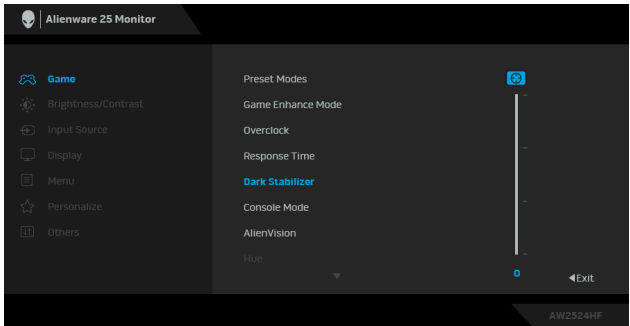 Alienware 25 Monitor
Game
Brightness/Contrast
Input Source
Display
Menu
Personalize
Others
Preset Modes
Game Enhance Mode
Overclock
Response Time
Dark Stabilizer
Console Mode
AlienVision
Hue
0
Exit
AW2524HF